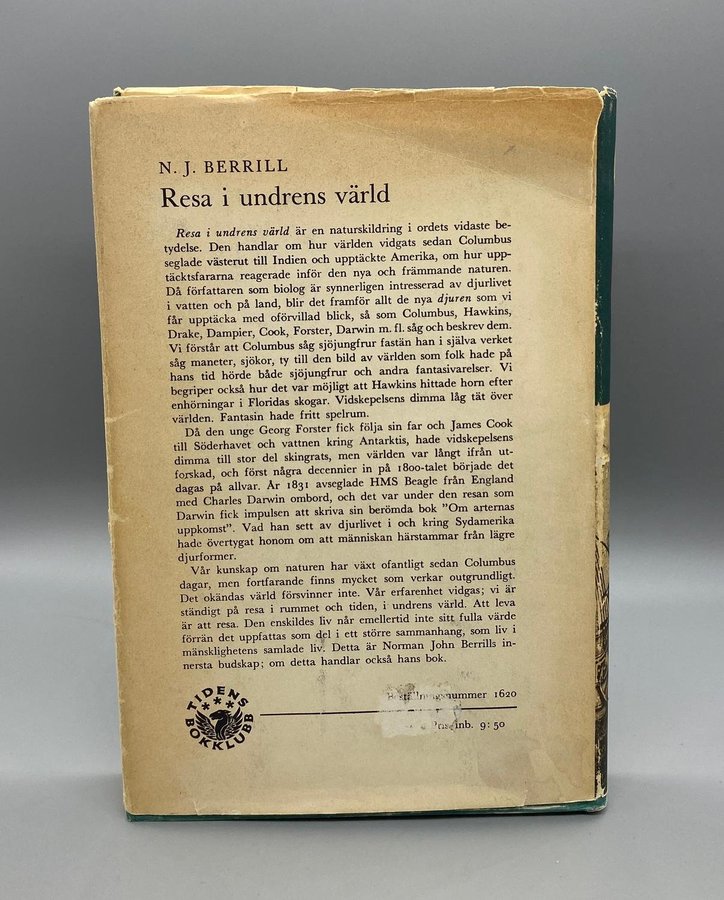 N. J. BERRILL
Resa i undrens värld
Resa i undrens värld är en naturskildring i ordets vidaste be-
tydelse. Den handlar om hur världen vidgats sedan Columbus
seglade västerut till Indien och upptäckte Amerika, om hur upp-
täcktsfararna reagerade inför den nya och främmande naturen.
Då författaren som biolog är synnerligen intresserad av djurlivet
i vatten och på land, blir det framför allt de nya djuren som vi
får upptäcka med oförvillad blick, så som Columbus, Hawkins,
Drake, Dampier, Cook, Forster, Darwin m. fl. såg och beskrev dem.
Vi förstår att Columbus såg sjöjungfrur fastän han i själva verket
såg maneter, sjökor, ty till den bild av världen som folk hade på
hans tid hörde både sjöjungfrur och andra fantasivarelser. Vi
begriper också hur det var möjligt att Hawkins hittade horn efter
enhörningar i Floridas skogar. Vidskepelsens dimma låg tät över
världen. Fantasin hade fritt spelrum.
Då den unge Georg Forster fick följa sin far och James Cook
till Söderhavet och vattnen kring Antarktis, hade vidskepelsens
dimma till stor del skingrats, men världen var långt ifrån ut-
forskad, och först några decennier in på 1800-talet började det
dagas på allvar. År 1831 avseglade HMS Beagle från England
med Charles Darwin ombord, och det var under den resan som
Darwin fick impulsen att skriva sin berömda bok "Om arternas
uppkomst". Vad han sett av djurlivet i och kring Sydamerika
hade övertygat honom om att människan härstammar från lägre
djurformer.
Vår kunskap om naturen har växt ofantligt sedan Columbus
dagar, men fortfarande finns mycket som verkar outgrundligt.
Det okändas värld försvinner inte. Vår erfarenhet vidgas; vi är
ständigt på resa i rummet och tiden, i undrens värld. Att leva
är att resa. Den enskildes liv når emellertid inte sitt fulla värde
förrän det uppfattas som del i ett större sammanhang, som liv i
mänsklighetens samlade liv. Detta är Norman John Berrills in-
nersta budskap; om detta handlar också hans bok.
Beställningsnummer 1620
Pris inb. 9:50
TIDENS
BOKKLUBB